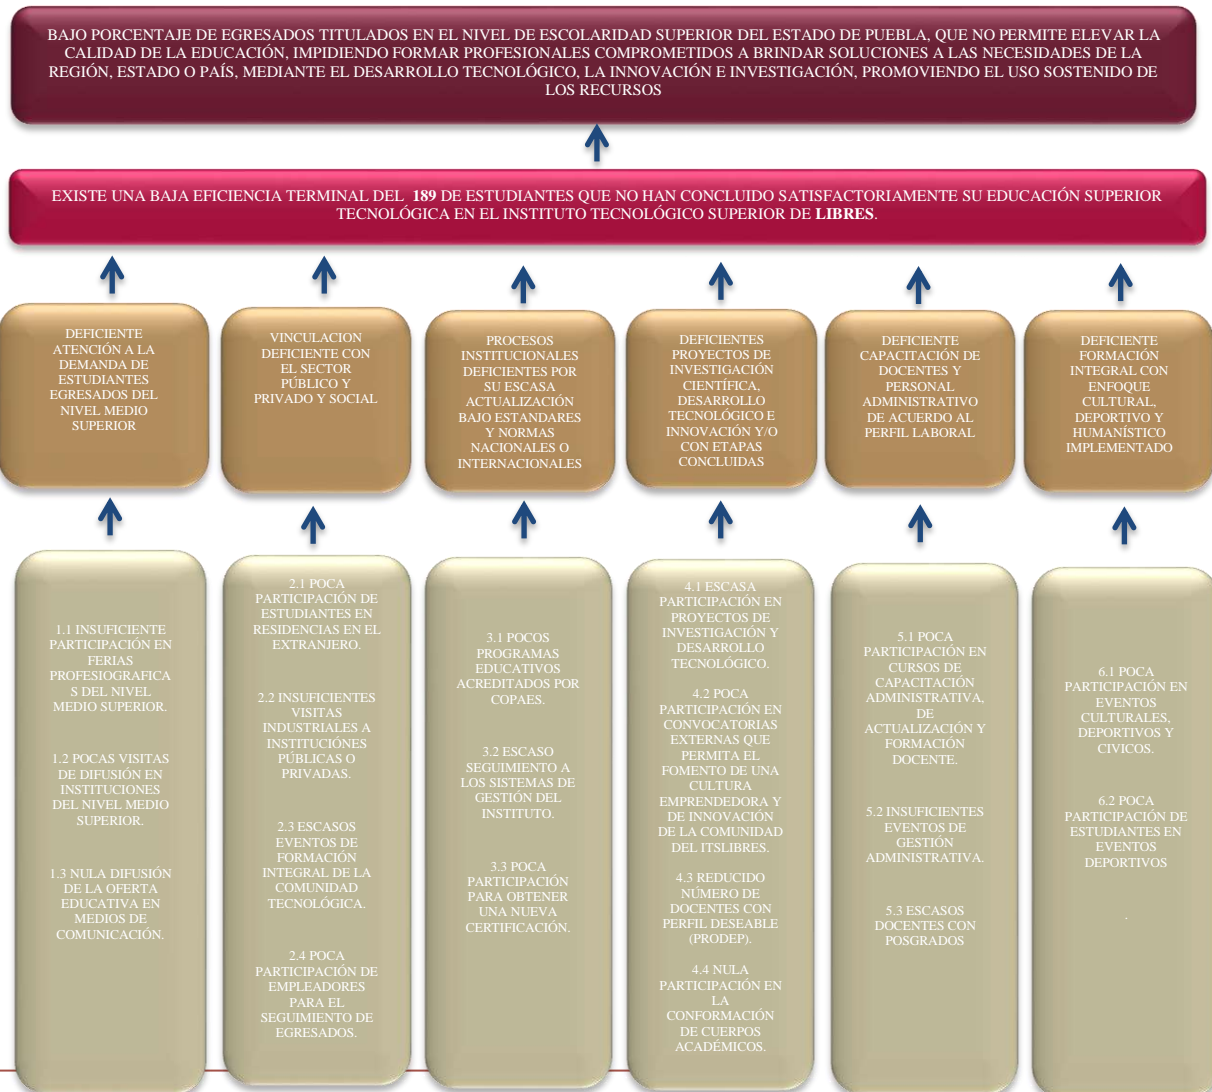 BAJO PORCENTAJE DE EGRESADOS TITULADOS EN EL NIVEL DE ESCOLARIDAD SUPERIOR DEL ESTADO DE PUEBLA, QUE NO PERMITE ELEVAR LA
CALIDAD DE LA EDUCACIÓN, IMPIDIENDO FORMAR PROFESIONALES COMPROMETIDOS A BRINDAR SOLUCIONES A LAS NECESIDADES DE LA
REGIÓN, ESTADO O PAÍS, MEDIANTE EL DESARROLLO TECNOLÓGICO, LA INNOVACIÓN E INVESTIGACIÓN, PROMOVIENDO EL USO SOSTENIDO DE
LOS RECURSOS
EXISTE UNA BAJA EFICIENCIA TERMINAL DEL 189 DE ESTUDIANTES QUE NO HAN CONCLUIDO SATISFACTORIAMENTE SU EDUCACIÓN SUPERIOR
TECNOLÓGICA EN EL INSTITUTO TECNOLÓGICO SUPERIOR DE LIBRES.
DEFICIENTE
ATENCIÓN A LA
DEMANDA DE
ESTUDIANTES
EGRESADOS DEL
NIVEL MEDIO
SUPERIOR
VINCULACION
DEFICIENTE CON
EL SECTOR
PÚBLICO Y
PRIVADO Y SOCIAL
PROCESOS
INSTITUCIONALES
DEFICIENTES POR
SU ESCASA
ACTUALIZACIÓN
BAJO ESTANDARES
Y NORMAS
NACIONALES O
INTERNACIONALES
DEFICIENTES
PROYECTOS DE
INVESTIGACIÓN
CIENTÍFICA,
DESARROLLO
TECNOLÓGICO E
INNOVACIÓN Y/O
CON ETAPAS
CONCLUIDAS
DEFICIENTE
CAPACITACIÓN DE
DOCENTES Y
PERSONAL
ADMINISTRATIVO
DE ACUERDO AL
PERFIL LABORAL
DEFICIENTE
FORMACIÓN
INTEGRAL CON
ENFOQUE
CULTURAL,
DEPORTIVO Y
HUMANÍSTICO
IMPLEMENTADO
1.1 INSUFICIENTE
PARTICIPACIÓN EN
FERIAS
PROFESIOGRAFICA
S DEL NIVEL
MEDIO SUPERIOR.
1.2 POCAS VISITAS
DE DIFUSIÓN EN
INSTITUCIONES
DEL NIVEL MEDIO
SUPERIOR.
1.3 NULA DIFUSIÓN
DE LA OFERTA
EDUCATIVA EN
MEDIOS DE
COMUNICACIÓN.
2.1 POCA
PARTICIPACIÓN DE
ESTUDIANTES EN
RESIDENCIAS EN EL
EXTRANJERO.
2.2 INSUFICIENTES
VISITAS
INDUSTRIALES A
INSTITUCIÓNES
PÚBLICAS O
PRIVADAS.
2.3 ESCASOS
EVENTOS DE
FORMACIÓN
INTEGRAL DE LA
COMUNIDAD
TECNOLÓGICA.
2.4 POCA
PARTICIPACIÓN DE
EMPLEADORES
PARA EL
SEGUIMIENTO DE
EGRESADOS.
3.1 POCOS
PROGRAMAS
EDUCATIVOS
ACREDITADOS POR
COPAES.
3.2 ESCASO
SEGUIMIENTO A
LOS SISTEMAS DE
GESTIÓN DEL
INSTITUTO.
3.3 POCA
PARTICIPACIÓN
PARA OBTENER
UNA NUEVA
CERTIFICACIÓN.
4.1 ESCASA
PARTICIPACIÓN EN
PROYECTOS DE
INVESTIGACIÓN Y
DESARROLLO
TECNOLÓGICO.
4.2 POCA
PARTICIPACIÓN EN
CONVOCATORIAS
EXTERNAS QUE
PERMITA EL
FOMENTO DE UNA
CULTURA
EMPRENDEDORA Y
DE INNOVACIÓN
DE LA COMUNIDAD
DEL ITSLIBRES.
4.3 REDUCIDO
NÚMERO DE
DOCENTES CON
PERFIL DESEABLE
(PRODEP).
4.4 NULA
PARTICIPACIÓN EN
LA
CONFORMACIÓN
DE CUERPOS
ACADÉMICOS.
5.1 POCA
PARTICIPACIÓN EN
CURSOS DE
CAPACITACIÓN
ADMINISTRATIVA,
DE
ACTUALIZACIÓN Y
FORMACIÓN
DOCENTE.
5.2 INSUFICIENTES
EVENTOS DE
GESTIÓN
ADMINISTRATIVA.
5.3 ESCASOS
DOCENTES CON
POSGRADOS
6.1 POCA
PARTICIPACIÓN EN
EVENTOS
CULTURALES,
DEPORTIVOS Y
CIVICOS.
6.2 POCA
PARTICIPACIÓN DE
ESTUDIANTES EN
EVENTOS
DEPORTIVOS
.